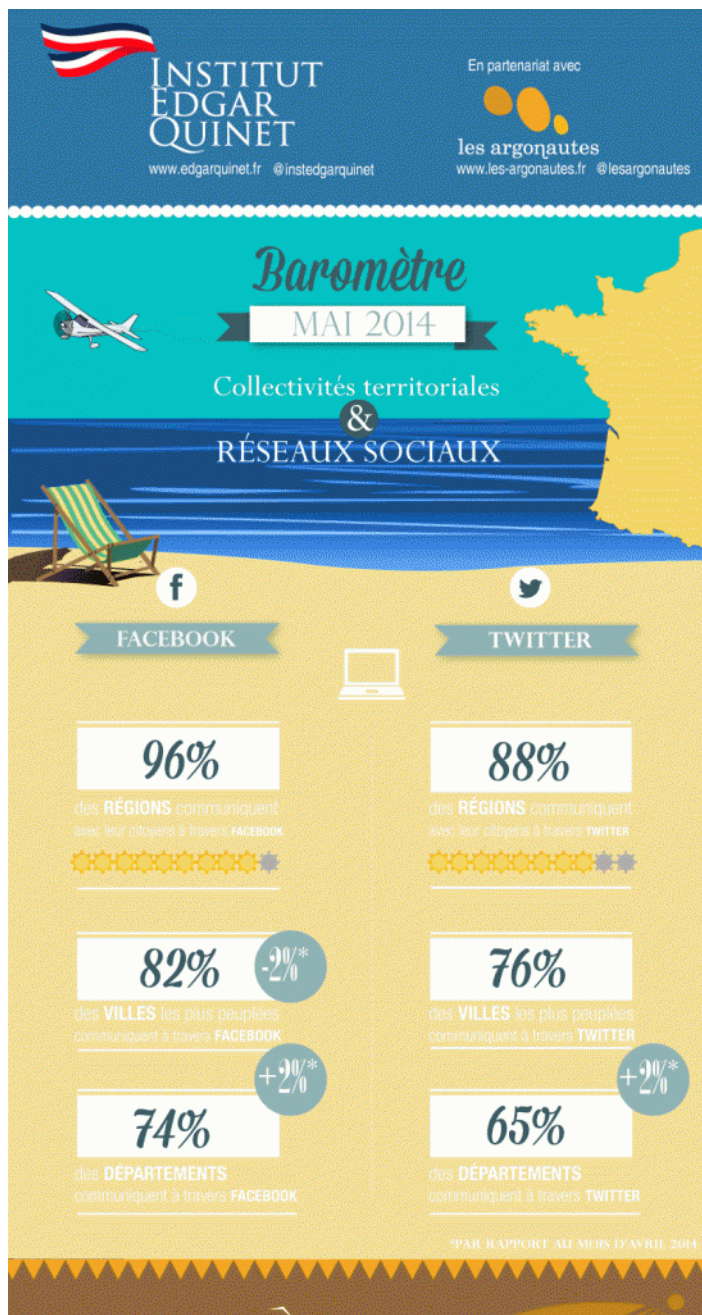 INSTITUT
EDGAR
QUINET
www.edgarquinet.fr @instedgarquinet
En partenariat avec
les argonautes
www.les-argonautes.fr @lesargonautes
Baromètre
MAI 2014
Collectivités territoriales
&
RÉSEAUX SOCIAUX
FACEBOOK
TWITTER
96%
des RÉGIONS communiquent
avec leur citoyens à travers FACEBOOK
88%
des RÉGIONS communiquent
avec leur citoyens à travers TWITTER
82%
-2%*
des VILLES les plus peuplées
communiquent à travers FACEBOOK
76%
des VILLES les plus peuplées
communiquent à travers TWITTER
+2%*
74%
des DÉPARTEMENTS
communiquent à travers FACEBOOK
+2%*
65%
des DÉPARTEMENTS
communiquent à travers TWITTER
*PAR RAPPORT AU MOIS D'AVRIL 2014